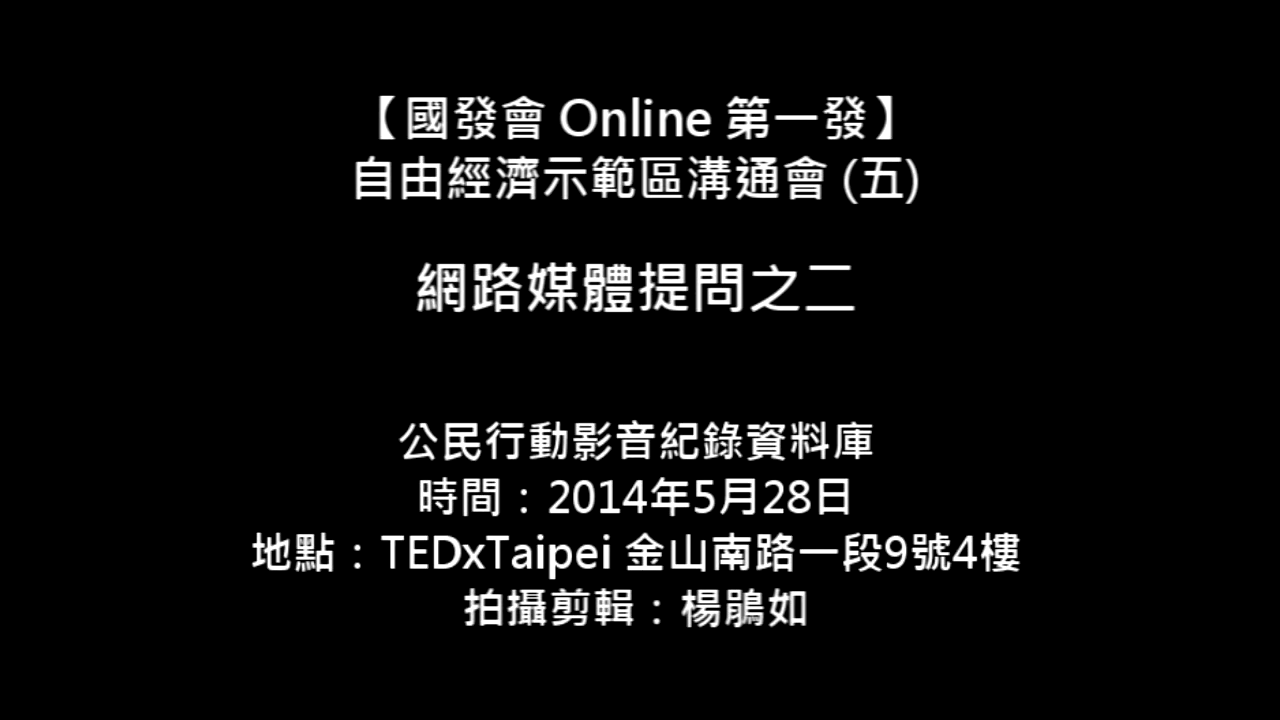 【國發會 Online 第一發】
自由經濟示範區溝通會 (五)
網路媒體提問之二
公民行動影音紀錄資料庫
時間：2014年5月28日
地點：TEDxTaipei 金山南路一段9號4樓
拍攝剪輯：楊鵑如